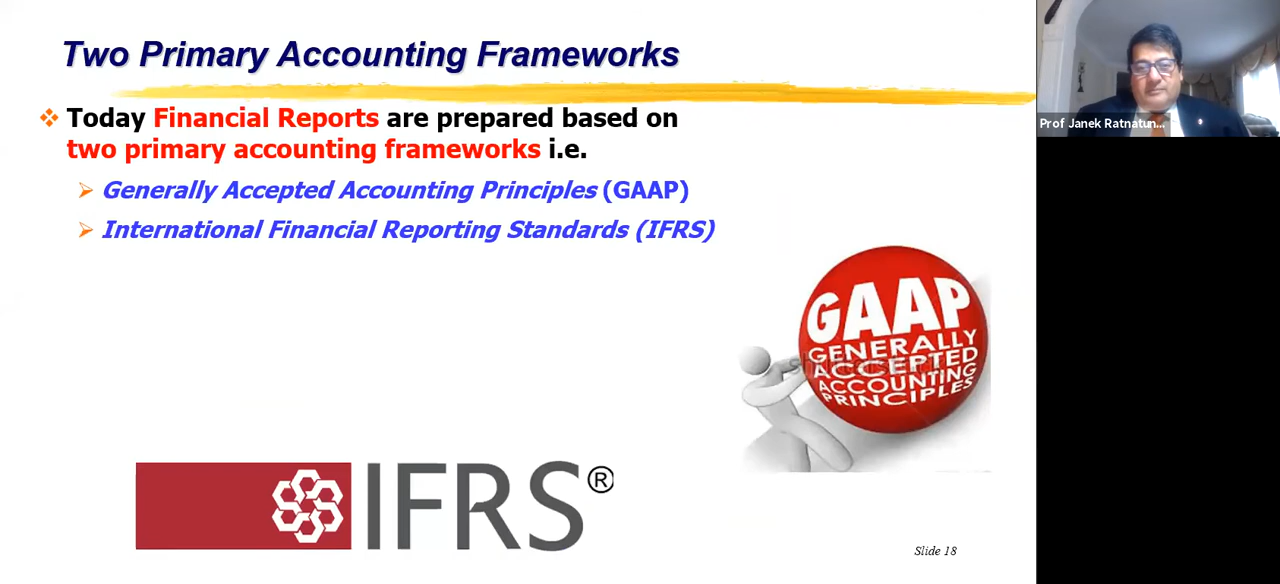 Two Primary Accounting Frameworks
Today Financial Reports are prepared based on
two primary accounting frameworks i.e.
Generally Accepted Accounting Principles (GAAP)
International Financial Reporting Standards (IFRS)
GAAP
GENERALLY
ACCEPTED
ACCOUNTING
PRINCIPLES
IFRS®
Slide 18
Prof Janek Ratnatun...